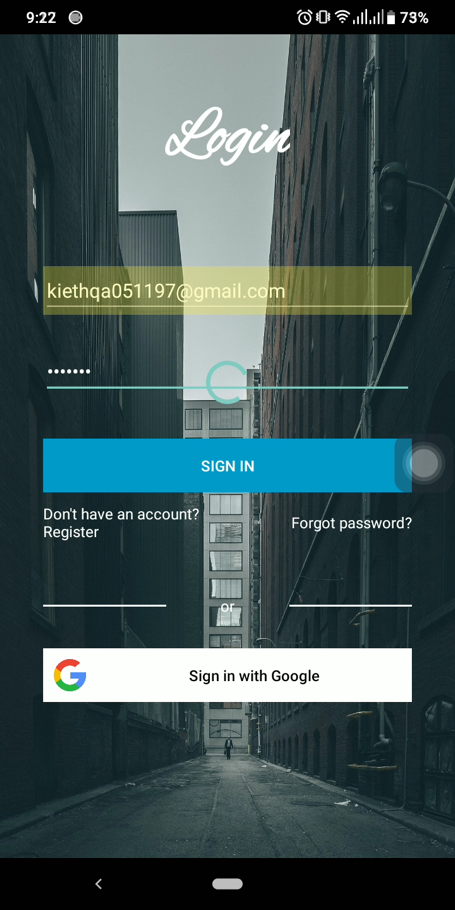 9:22
73%
Login
kiethqa051197@gmail.com
•••••••
SIGN IN
Don't have an account?
Register
Forgot password?
or
Sign in with Google